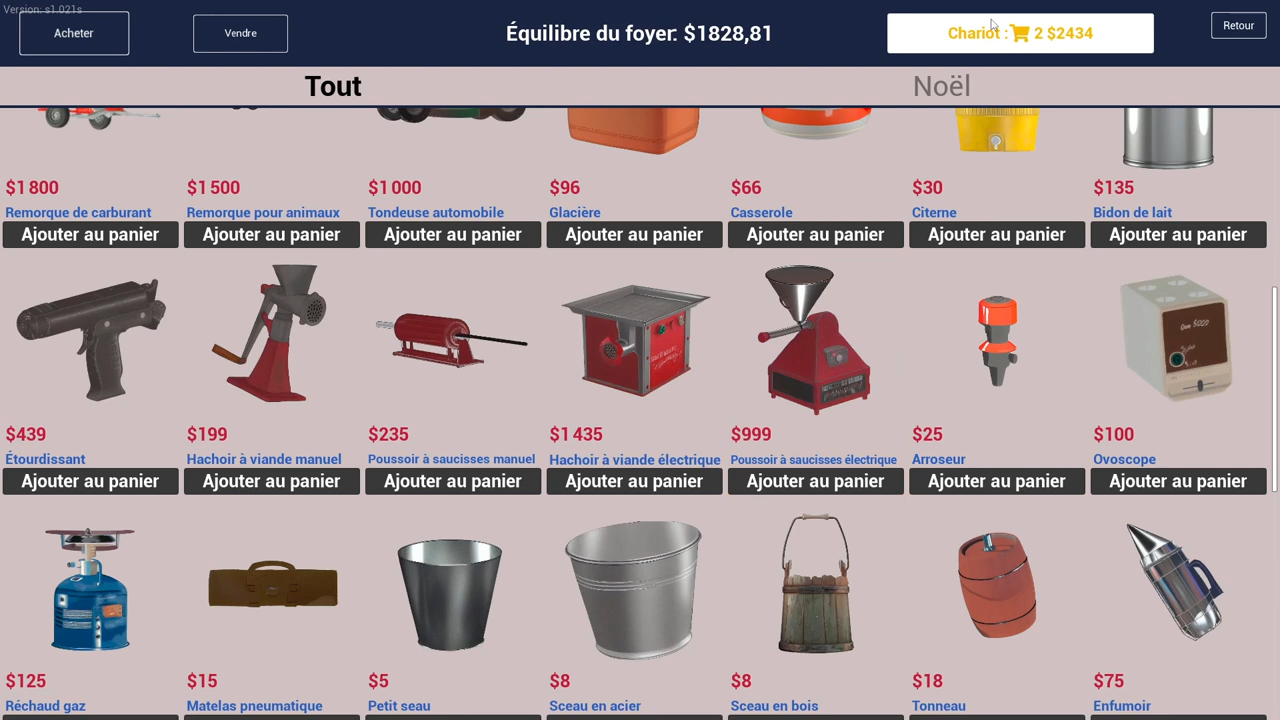 Version: s1.021s
Acheter
Vendre
Équilibre du foyer: $1828,81
Chariot : 2 $2434
Retour
Tout
Noël
$1 800
$1 500
$1 000
$96
$66
$30
$135
Remorque de carburant
Remorque pour animaux
Tondeuse automobile
Glacière
Casserole
Citerne
Bidon de lait
Ajouter au panier
Ajouter au panier
Ajouter au panier
Ajouter au panier
Ajouter au panier
Ajouter au panier
Ajouter au panier
$439
$199
$235
$1 435
$999
$25
$100
Étourdissant
Hachoir à viande manuel
Poussoir à saucisses manuel
Hachoir à viande électrique
Poussoir à saucisses électrique
Arroseur
Ovoscope
Ajouter au panier
Ajouter au panier
Ajouter au panier
Ajouter au panier
Ajouter au panier
Ajouter au panier
Ajouter au panier
$125
$15
$5
$8
$8
$18
$75
Réchaud gaz
Matelas pneumatique
Petit seau
Sceau en acier
Sceau en bois
Tonneau
Enfumoir